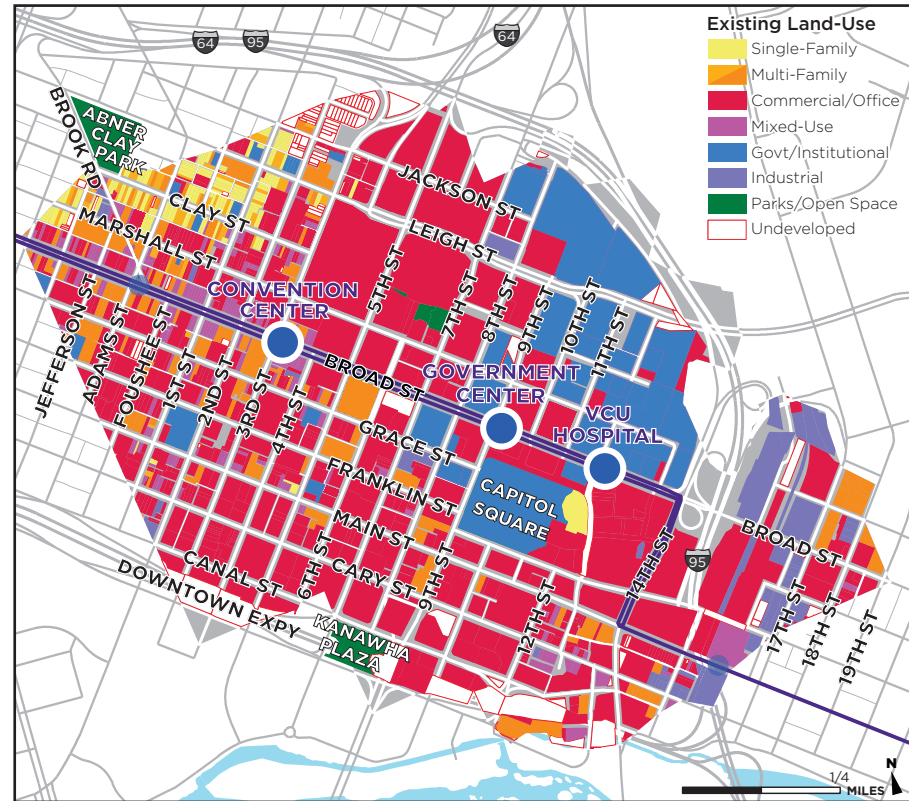 Existing Land-Use
Single-Family
Multi-Family
Commercial/Office
Mixed-Use
Govt/Institutional
Industrial
Parks/Open Space
Undeveloped
64
95
64
ABNER
CLAY
PARK
BROOK RD
JACKSON ST
CLAY ST
LEIGH ST
MARSHALL ST
CONVENTION
CENTER
5TH ST
7TH ST
8TH ST
9TH ST
10TH ST
11TH ST
JEFFERSON ST
ADAMS ST
FOUSHEE ST
1ST ST
2ND ST
3RD ST
4TH ST
BROAD ST
GOVERNMENT
CENTER
VCU
HOSPITAL
GRACE ST
FRANKLIN ST
CAPITOL
SQUARE
MAIN ST
CARY ST
CANAL ST
DOWNTOWN EXPY
6TH ST
9TH ST
12TH ST
14TH ST
95
BROAD ST
17TH ST
18TH ST
19TH ST
KANAWHA
PLAZA
1/4
MILES
N